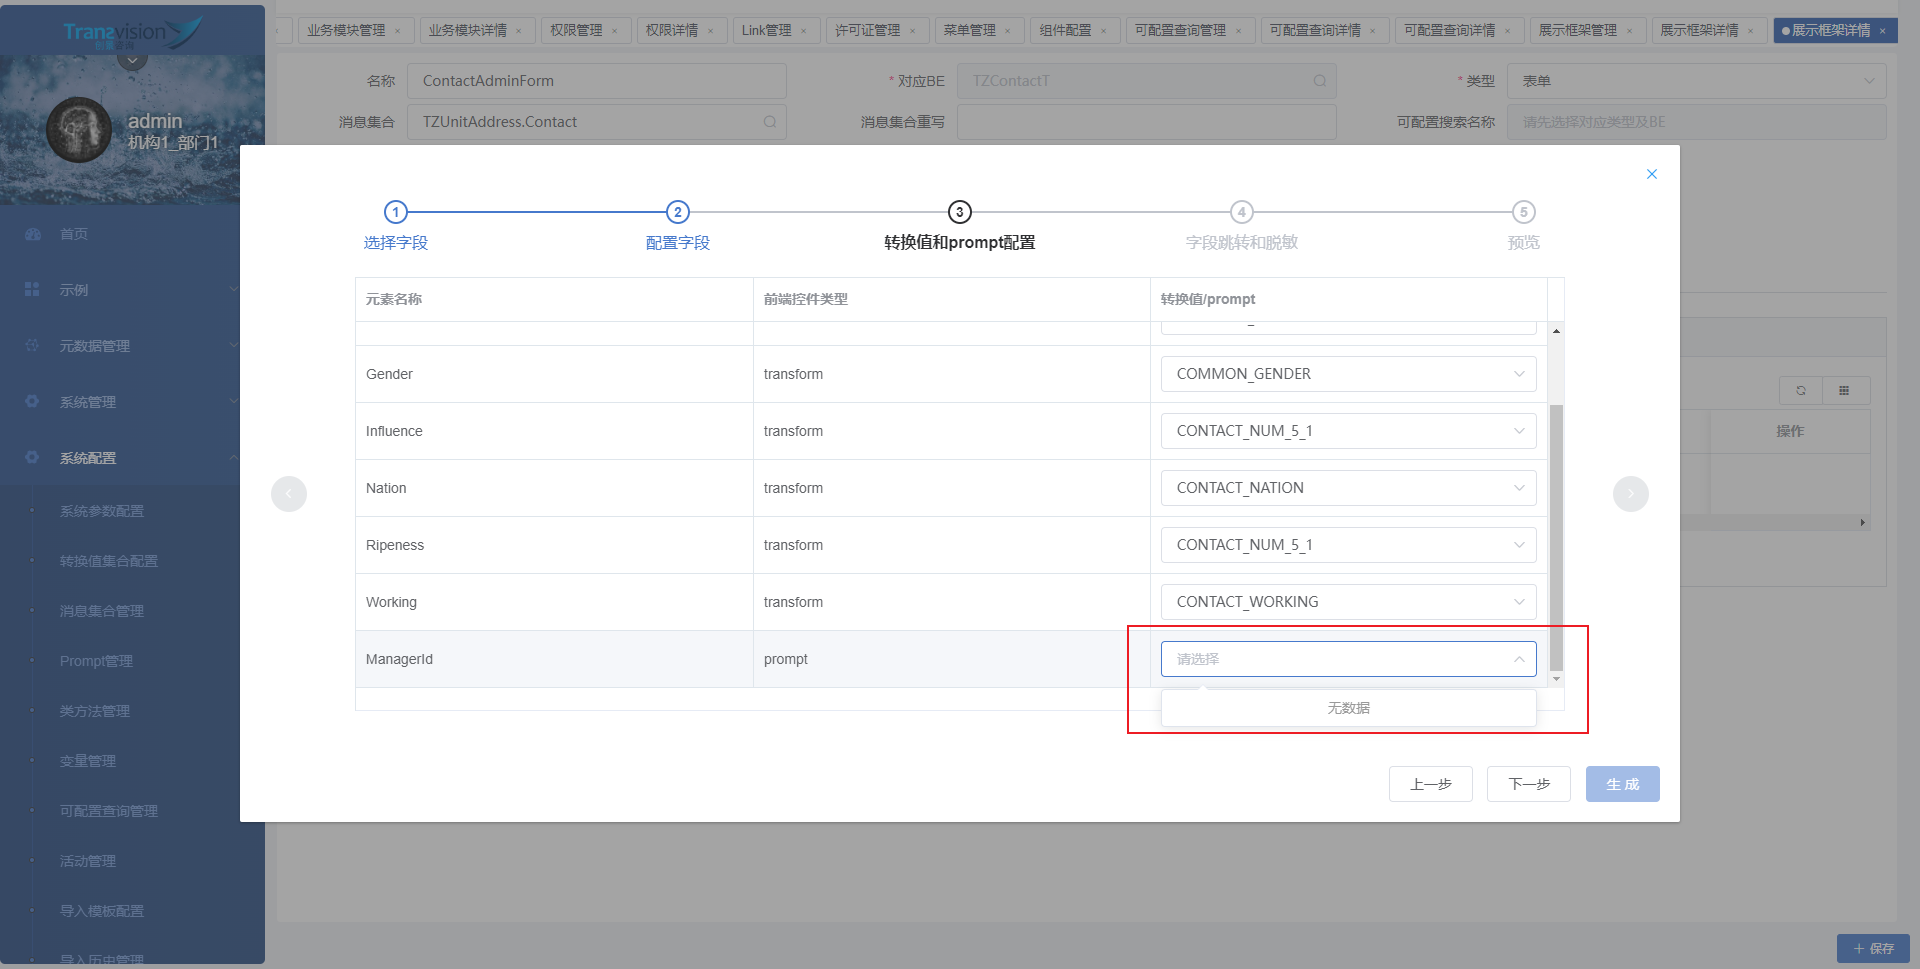 Transvision
创景咨询
业务模块管理 ×
业务模块详情 ×
权限管理 ×
权限详情 ×
Link管理 ×
许可证管理 ×
菜单管理 ×
组件配置 ×
可配置查询管理 ×
可配置查询详情 ×
可配置查询详情 ×
展示框架管理 ×
展示框架详情 ×
展示框架详情 ×
admin
机构1_部门1
首页
示例
元数据管理
系统管理
系统配置
系统参数配置
转换值集合配置
消息集合管理
Prompt管理
类方法管理
变量管理
可配置查询管理
活动管理
导入模板配置
导入历史管理
名称 ContactAdminForm
* 对应BE TZContactT
* 类型 表单
消息集合 TZUnitAddress.Contact
消息集合重写
可配置搜索名称 请先选择对应类型及BE
1 2 3 4 5
选择字段 配置字段 转换值和prompt配置 字段跳转和脱敏 预览
元素名称 前端控件类型 转换值/prompt
Gender transform COMMON_GENDER
Influence transform CONTACT_NUM_5_1
Nation transform CONTACT_NATION
Ripeness transform CONTACT_NUM_5_1
Working transform CONTACT_WORKING
ManagerId prompt 请选择
无数据
上一步 下一步 生成
操作
+ 保存